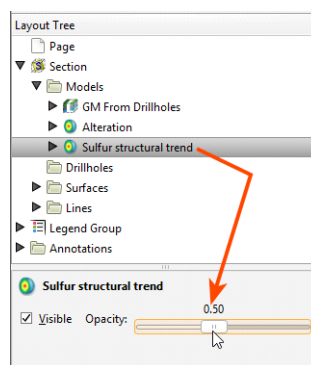 Layout Tree
Page
Section
Models
GM From Drillholes
Alteration
Sulfur structural trend
Drillholes
Surfaces
Lines
Legend Group
Annotations
Sulfur structural trend
0.50
Visible Opacity: